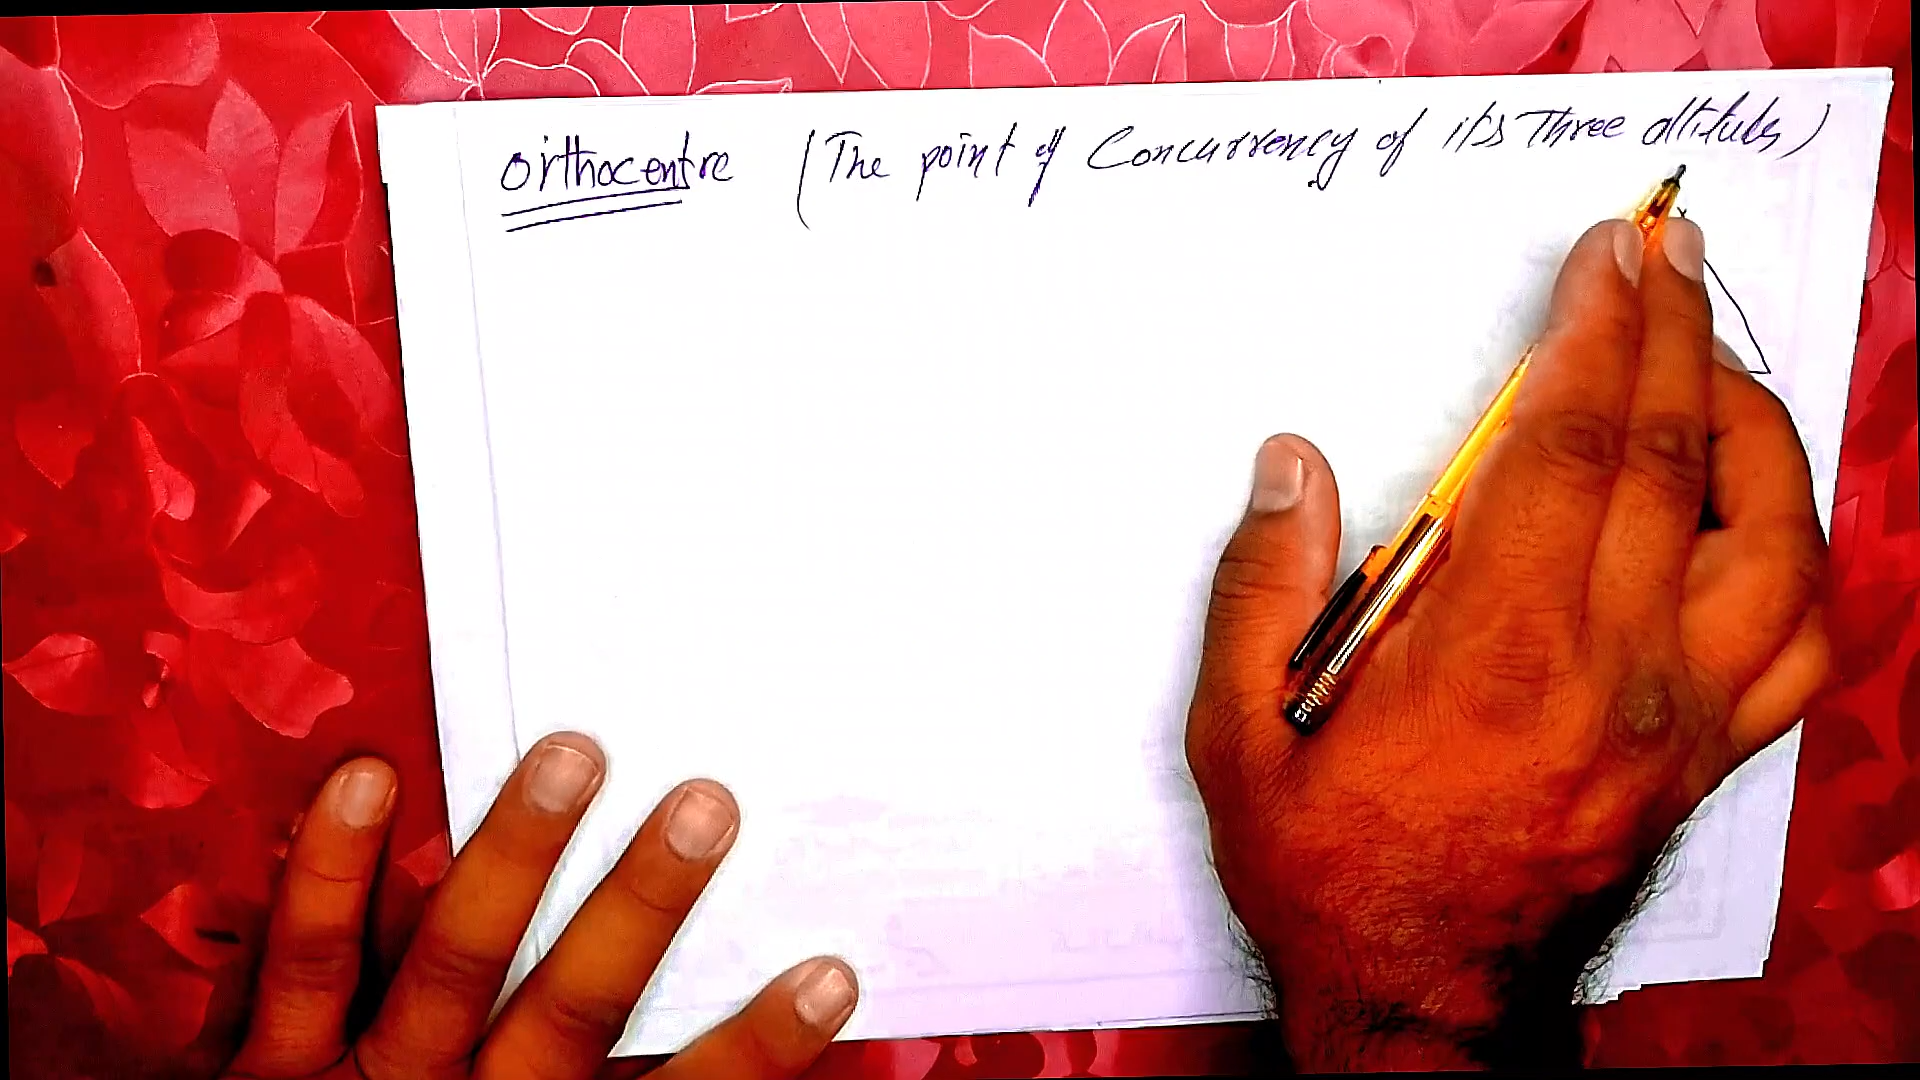 Orthocentre (The point of Concurrency of its Three altitudes)